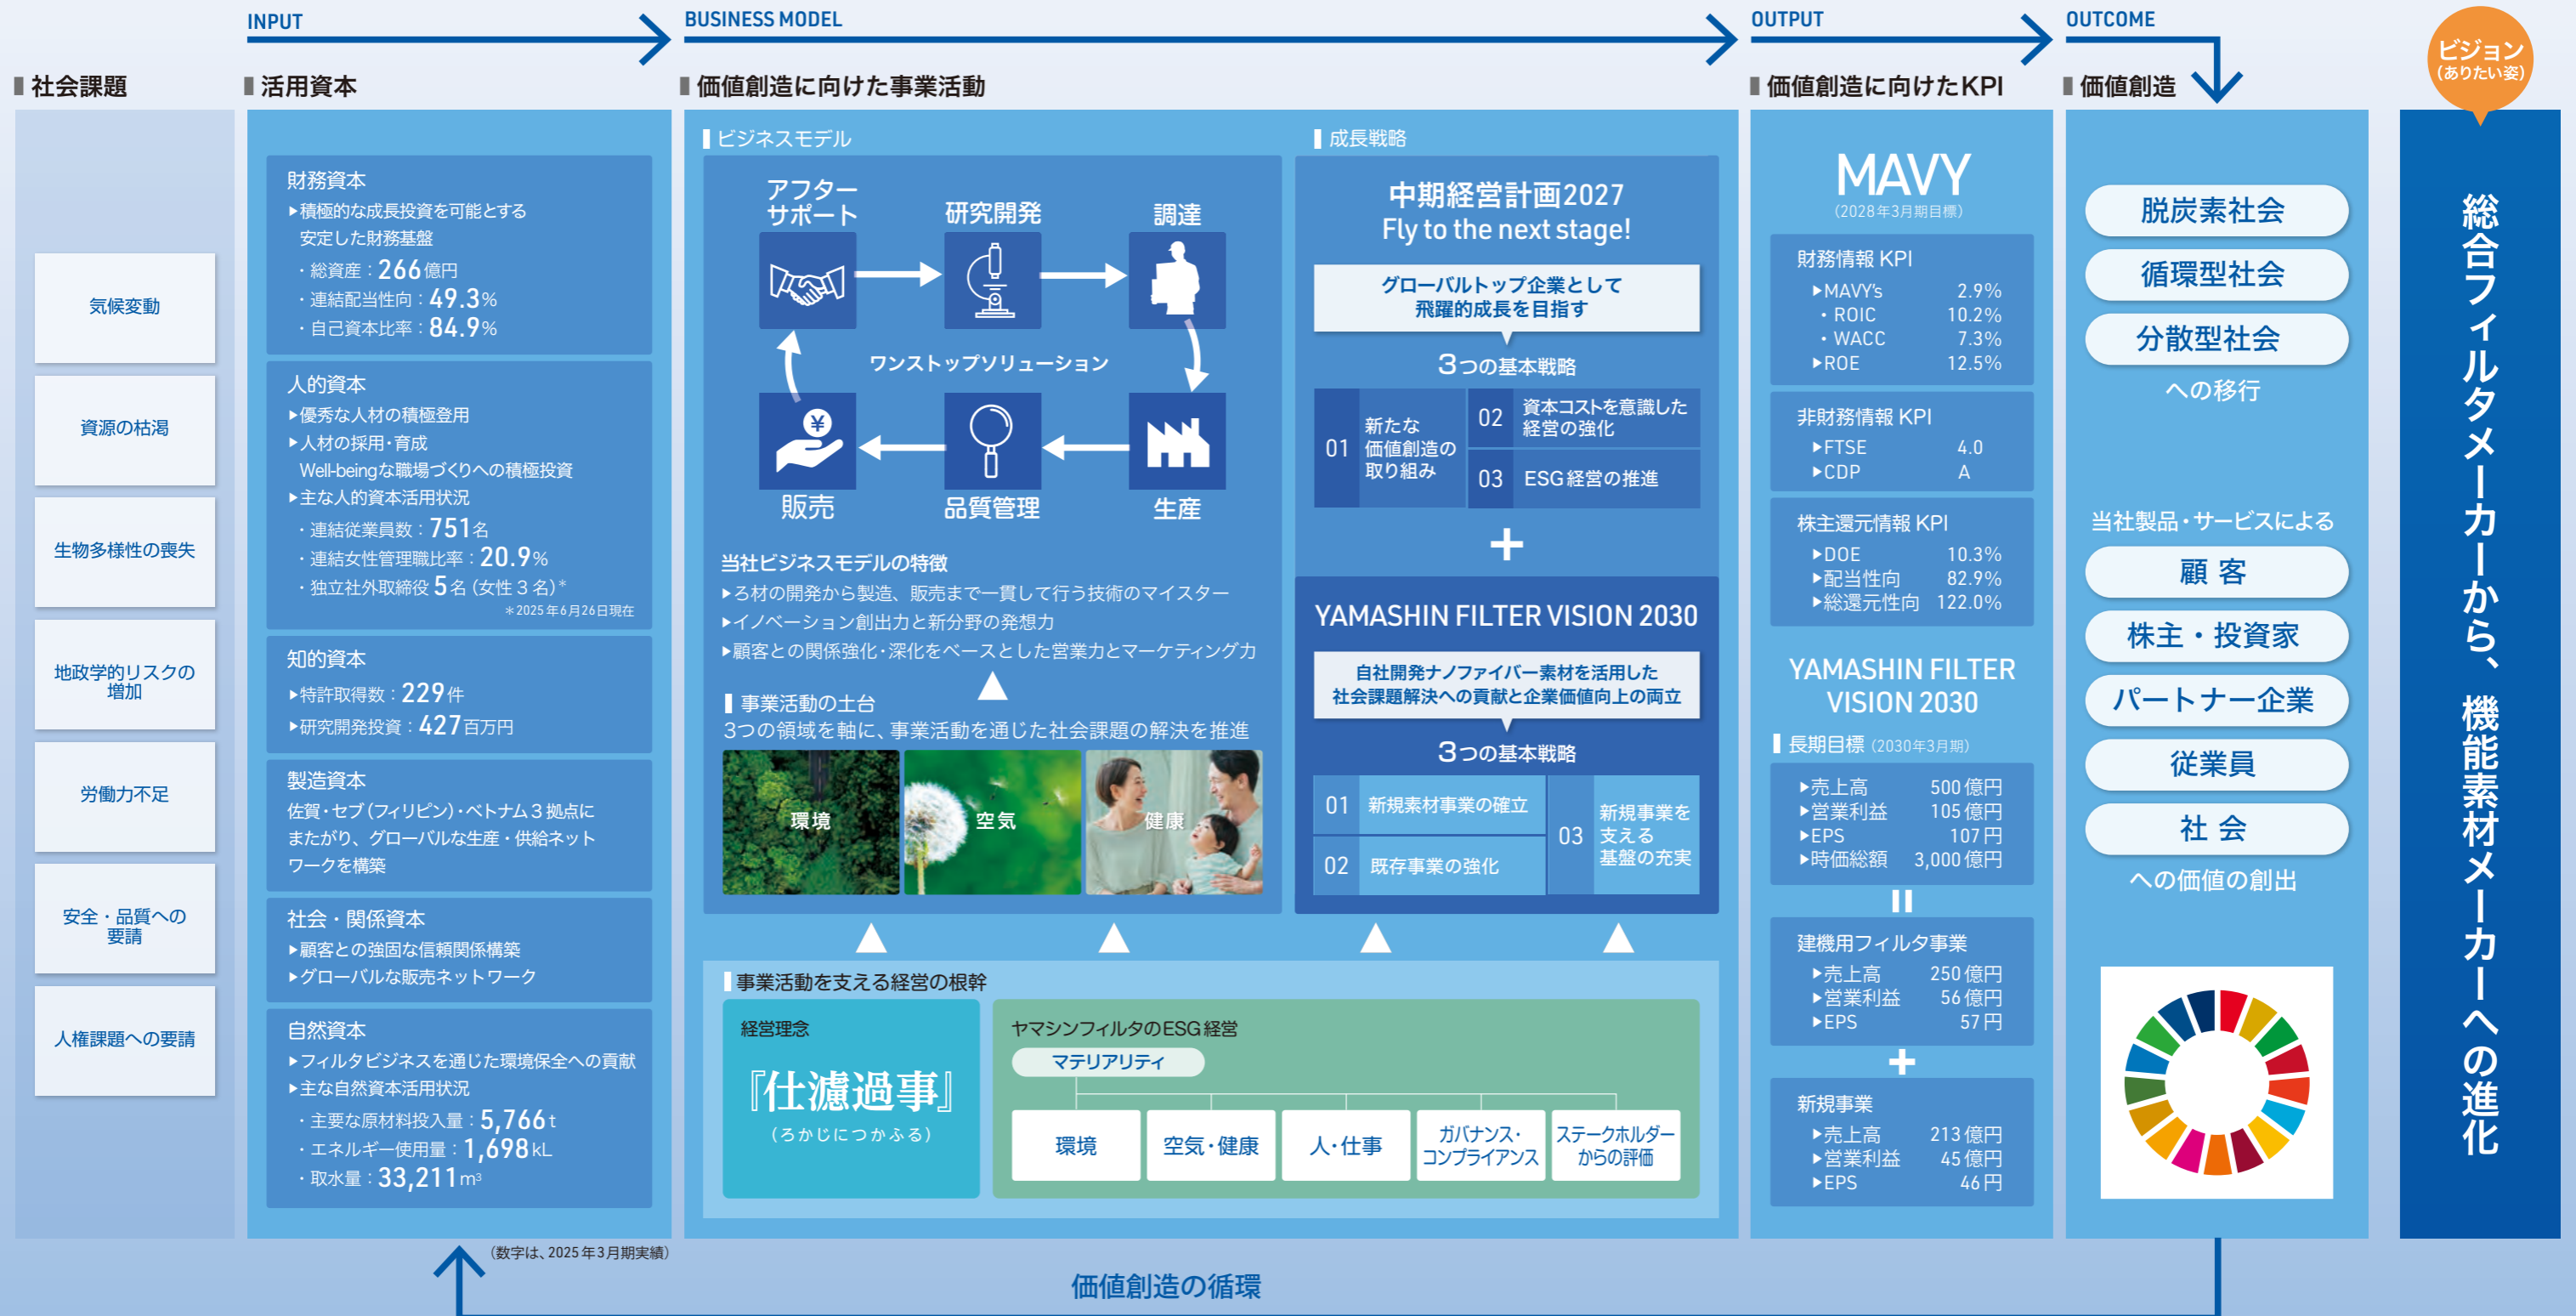 INPUT
BUSINESS MODEL
OUTPUT
OUTCOME
ビジョン
(ありたい姿)
社会課題
気候変動
資源の枯渇
生物多様性の喪失
地政学的リスクの
増加
労働力不足
安全・品質への
要請
人権課題への要請
活用資本
財務資本
▶積極的な成長投資を可能とする
安定した財務基盤
・総資産：266億円
・連結配当性向：49.3%
・自己資本比率：84.9%
人的資本
▶優秀な人材の積極登用
▶人材の採用・育成
Well-beingな職場づくりへの積極投資
▶主な人的資本活用状況
・連結従業員数：751名
・連結女性管理職比率：20.9%
・独立社外取締役 5名（女性 3 名）*
＊2025年6月26日現在
知的資本
▶特許取得数：229件
▶研究開発投資：427百万円
製造資本
佐賀・セブ（フィリピン）・ベトナム3拠点に
またがり、グローバルな生産・供給ネット
ワークを構築
社会・関係資本
▶顧客との強固な信頼関係構築
▶グローバルな販売ネットワーク
自然資本
▶フィルタビジネスを通じた環境保全への貢献
▶主な自然資本活用状況
・主要な原材料投入量：5,766t
・エネルギー使用量：1,698kL
・取水量：33,211m³
（数字は、2025年3月期実績）
価値創造に向けた事業活動
ビジネスモデル
アフター
サポート
研究開発
調達
ワンストップソリューション
¥
販売
品質管理
生産
当社ビジネスモデルの特徴
▶ろ材の開発から製造、販売まで一貫して行う技術のマイスター
▶イノベーション創出力と新分野の発想力
▶顧客との関係強化・深化をベースとした営業力とマーケティング力
事業活動の土台
3つの領域を軸に、事業活動を通じた社会課題の解決を推進
環境
空気
健康
成長戦略
中期経営計画2027
Fly to the next stage!
グローバルトップ企業として
飛躍的成長を目指す
3つの基本戦略
01 新たな
価値創造の
取り組み
02 資本コストを意識した
経営の強化
03 ESG経営の推進
+
YAMASHIN FILTER VISION 2030
自社開発ナノファイバー素材を活用した
社会課題解決への貢献と企業価値向上の両立
3つの基本戦略
01 新規素材事業の確立
02 既存事業の強化
03 新規事業を
支える
基盤の充実
事業活動を支える経営の根幹
経営理念
『仕濾過事』
（ろかじにつかふる）
ヤマシンフィルタのESG経営
マテリアリティ
環境
空気・健康
人・仕事
ガバナンス・
コンプライアンス
ステークホルダー
からの評価
価値創造に向けたKPI
MAVY
（2028年3月期目標）
財務情報 KPI
▶MAVY's 2.9%
・ROIC 10.2%
・WACC 7.3%
▶ROE 12.5%
非財務情報 KPI
▶FTSE 4.0
▶CDP A
株主還元情報 KPI
▶DOE 10.3%
▶配当性向 82.9%
▶総還元性向 122.0%
YAMASHIN FILTER
VISION 2030
長期目標（2030年3月期）
▶売上高 500億円
▶営業利益 105億円
▶EPS 107円
▶時価総額 3,000億円
建機用フィルタ事業
▶売上高 250億円
▶営業利益 56億円
▶EPS 57円
+
新規事業
▶売上高 213億円
▶営業利益 45億円
▶EPS 46円
価値創造
脱炭素社会
循環型社会
分散型社会
への移行
当社製品・サービスによる
顧 客
株主・投資家
パートナー企業
従業員
社 会
への価値の創出
総合フィルタメーカーから、機能素材メーカーへの進化
価値創造の循環